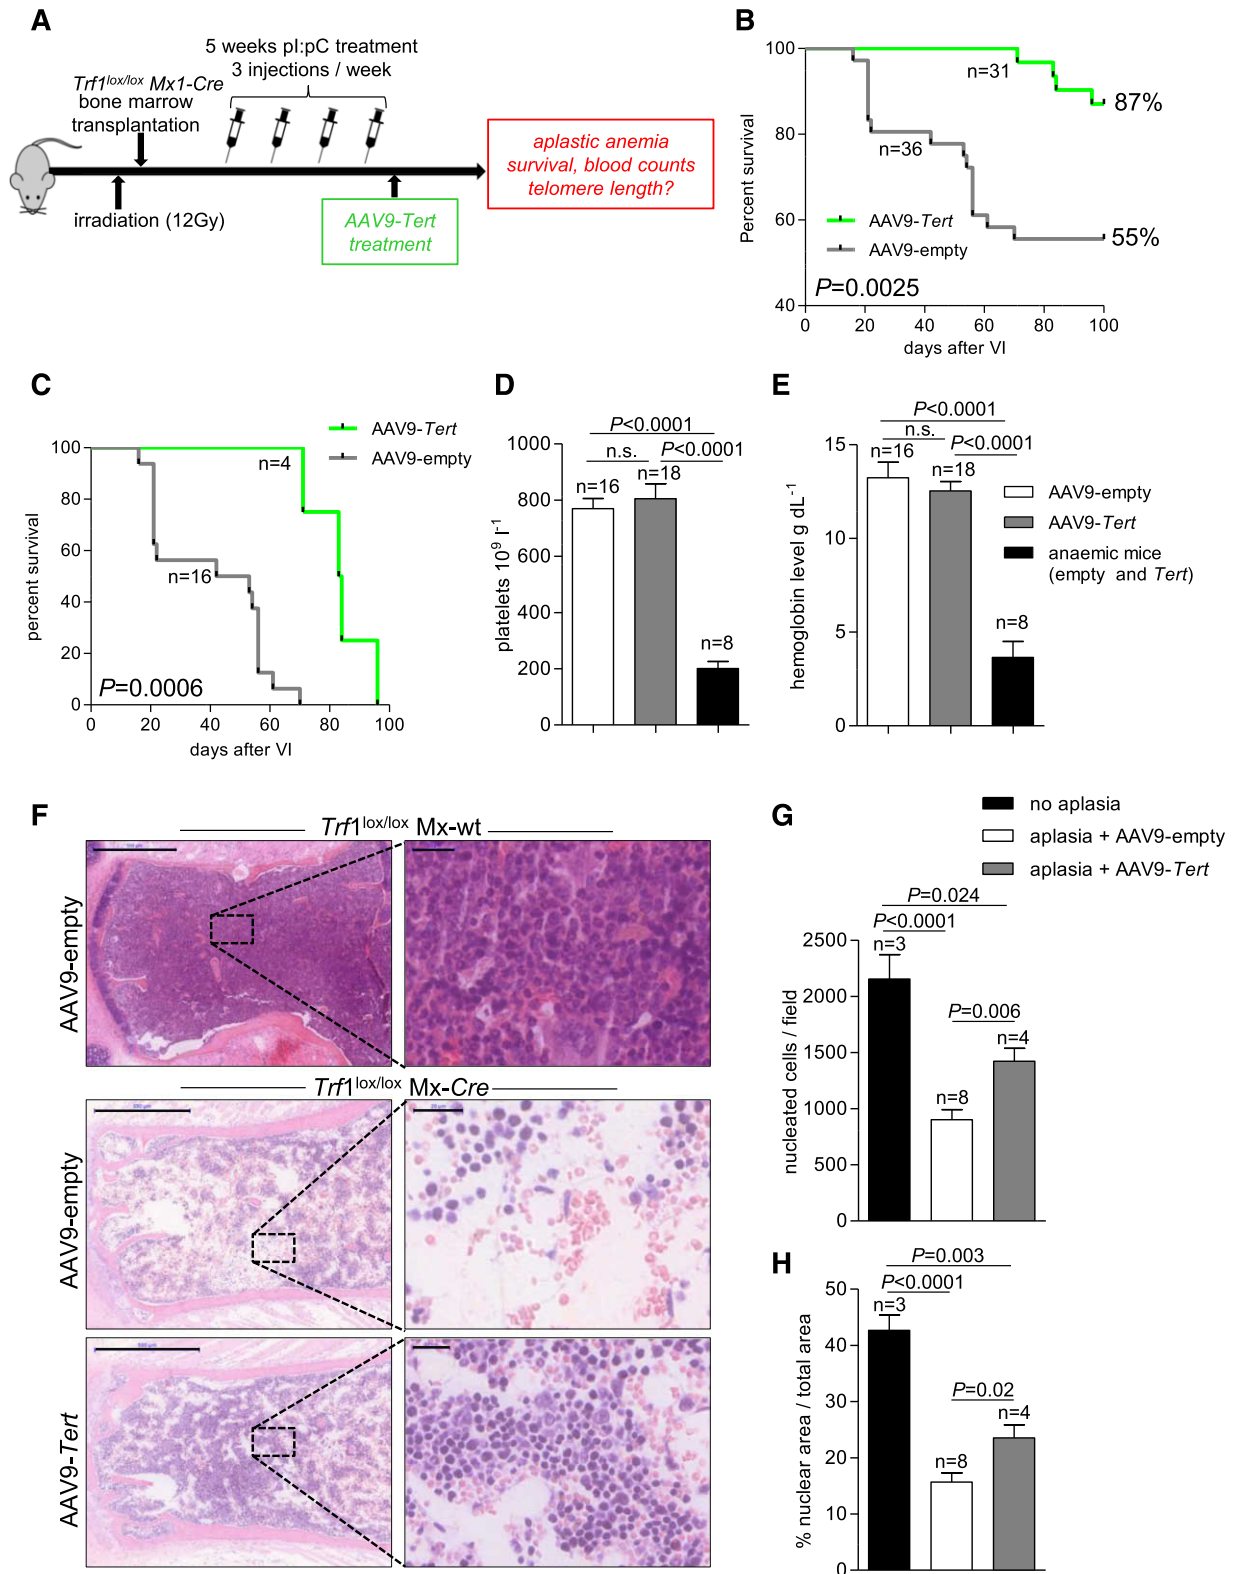 A
5 weeks pI:pC treatment
3 injections / week
Trf1lox/lox Mx1-Cre
bone marrow
transplantation
irradiation (12Gy)
AAV9-Tert
treatment
aplastic anemia
survival, blood counts
telomere length?
B
Percent survival
100
80
60
40
n=31
87%
n=36
55%
AAV9-Tert
AAV9-empty
P=0.0025
0 20 40 60 80 100
days after VI
C
percent survival
100
80
60
40
20
0
n=4
n=16
AAV9-Tert
AAV9-empty
P=0.0006
0 20 40 60 80 100
days after VI
D
platelets 10⁹ l⁻¹
P<0.0001
n.s. P<0.0001
n=16 n=18
n=8
1000
800
600
400
200
0
E
hemoglobin level g dL⁻¹
P<0.0001
n.s.
P<0.0001
n=16
n=18
n=8
15
10
5
0
AAV9-empty
AAV9-Tert
anaemic mice
(empty and Tert)
F
Trf1lox/lox Mx-wt
AAV9-empty
Trf1lox/lox Mx-Cre
AAV9-empty
AAV9-Tert
G
no aplasia
aplasia + AAV9-empty
aplasia + AAV9-Tert
nucleated cells / field
P=0.024
P<0.0001
n=3
P=0.006
n=4
n=8
2500
2000
1500
1000
500
0
H
% nuclear area / total area
P=0.003
P<0.0001
n=3
P=0.02
n=4
n=8
50
40
30
20
10
0